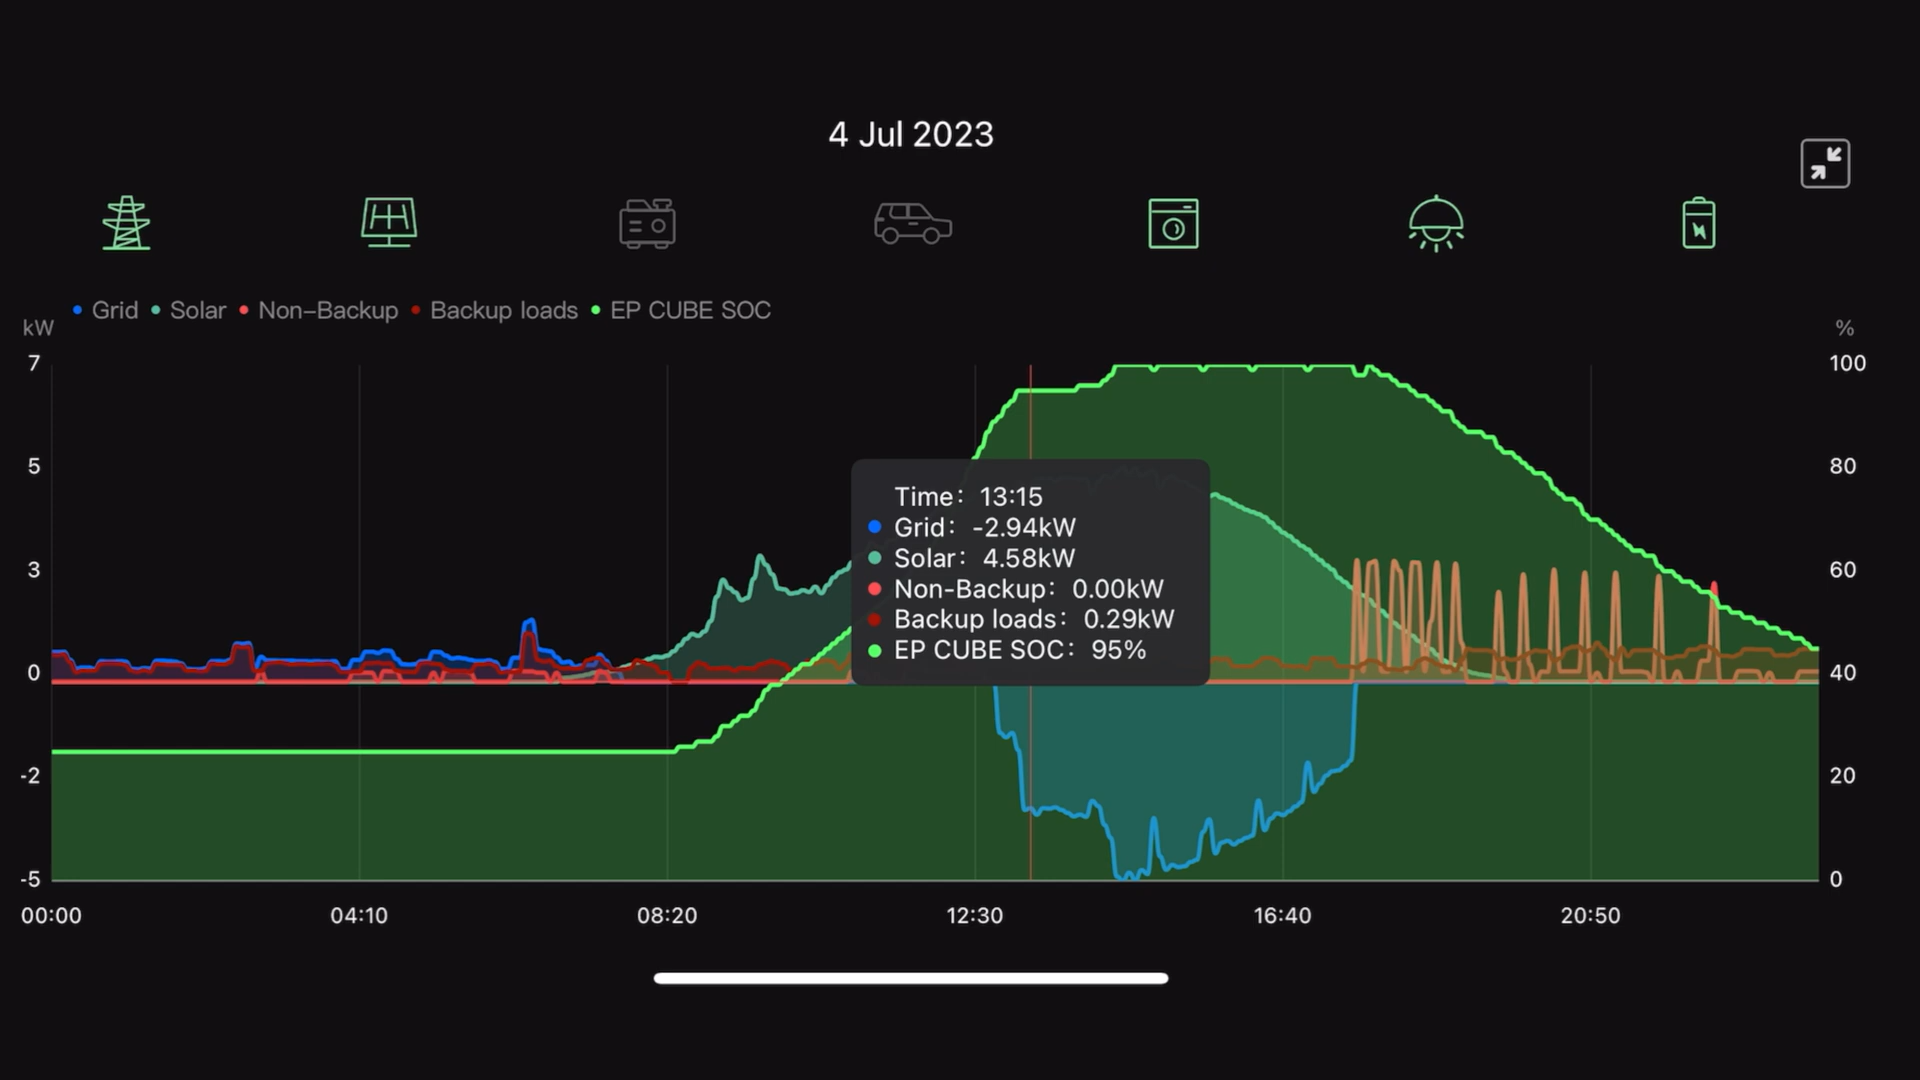 4 Jul 2023
Grid Solar Non-Backup Backup loads EP CUBE SOC
kW %
7 100
5 80
3 60
0 40
-2 20
-5 0
Time: 13:15
Grid: -2.94kW
Solar: 4.58kW
Non-Backup: 0.00kW
Backup loads: 0.29kW
EP CUBE SOC: 95%
00:00 04:10 08:20 12:30 16:40 20:50